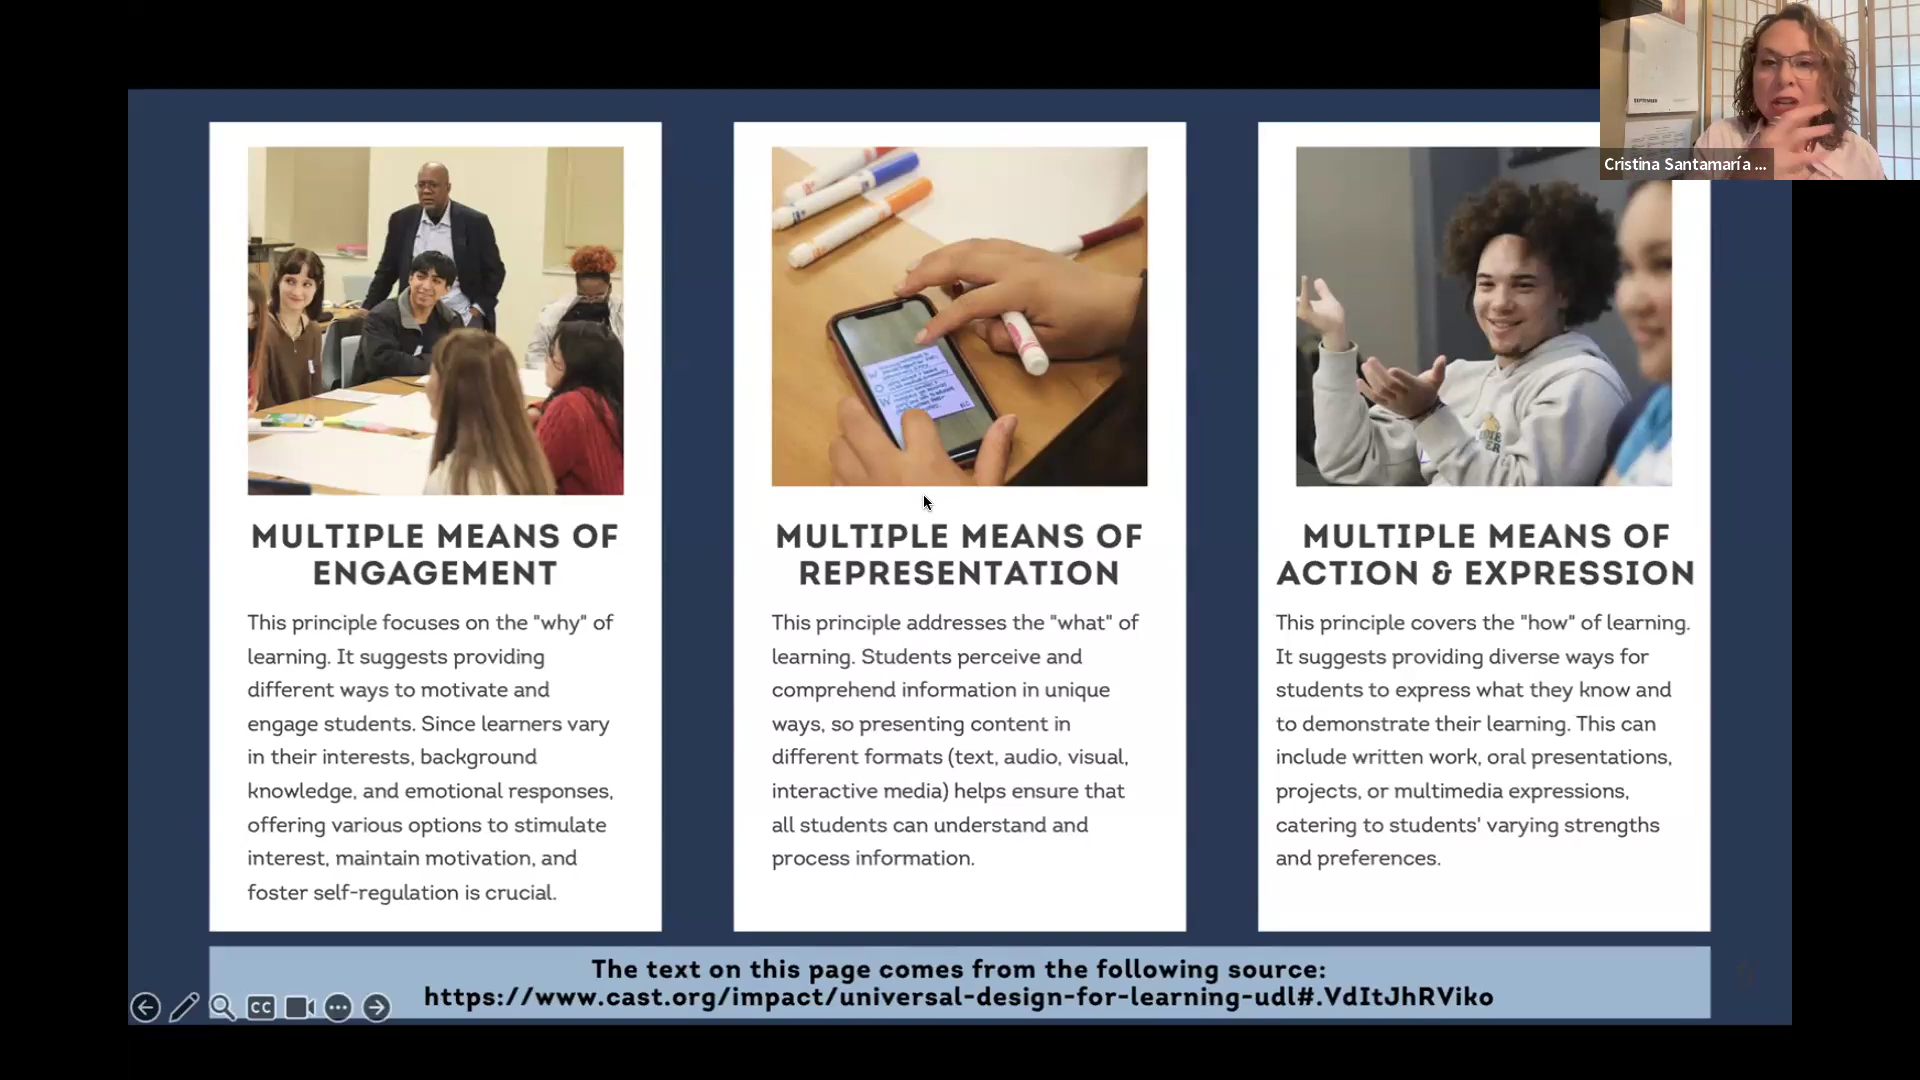 SEPTEMBER
Cristina Santamaría ...
MULTIPLE MEANS OF
ENGAGEMENT
This principle focuses on the "why" of
learning. It suggests providing
different ways to motivate and
engage students. Since learners vary
in their interests, background
knowledge, and emotional responses,
offering various options to stimulate
interest, maintain motivation, and
foster self-regulation is crucial.
MULTIPLE MEANS OF
REPRESENTATION
This principle addresses the "what" of
learning. Students perceive and
comprehend information in unique
ways, so presenting content in
different formats (text, audio, visual,
interactive media) helps ensure that
all students can understand and
process information.
MULTIPLE MEANS OF
ACTION & EXPRESSION
This principle covers the "how" of learning.
It suggests providing diverse ways for
students to express what they know and
to demonstrate their learning. This can
include written work, oral presentations,
projects, or multimedia expressions,
catering to students' varying strengths
and preferences.
The text on this page comes from the following source:
https://www.cast.org/impact/universal-design-for-learning-udl#.VdItJhRViko
CC